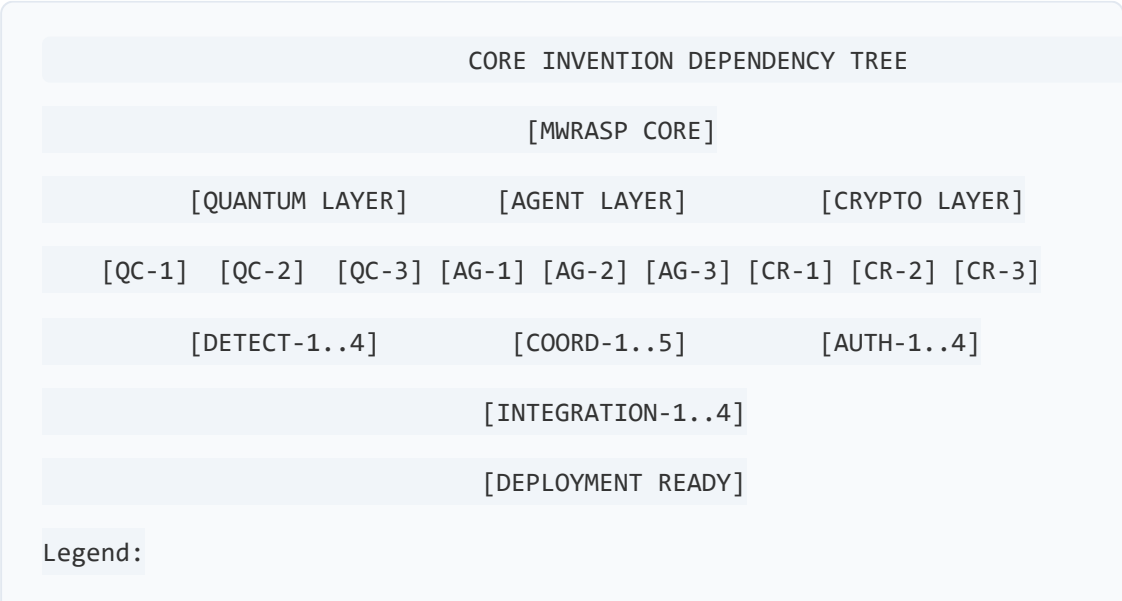 CORE INVENTION DEPENDENCY TREE
[MWRASP CORE]
[QUANTUM LAYER] [AGENT LAYER] [CRYPTO LAYER]
[QC-1] [QC-2] [QC-3] [AG-1] [AG-2] [AG-3] [CR-1] [CR-2] [CR-3]
[DETECT-1..4] [COORD-1..5] [AUTH-1..4]
[INTEGRATION-1..4]
[DEPLOYMENT READY]
Legend: